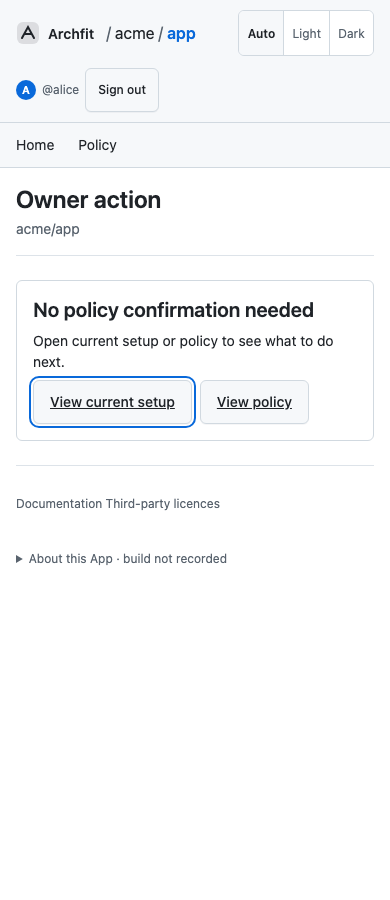 Archfit / acme / app
Auto Light Dark
A @alice Sign out
Home Policy
Owner action
acme/app
No policy confirmation needed
Open current setup or policy to see what to do
next.
View current setup View policy
Documentation Third-party licences
About this App · build not recorded